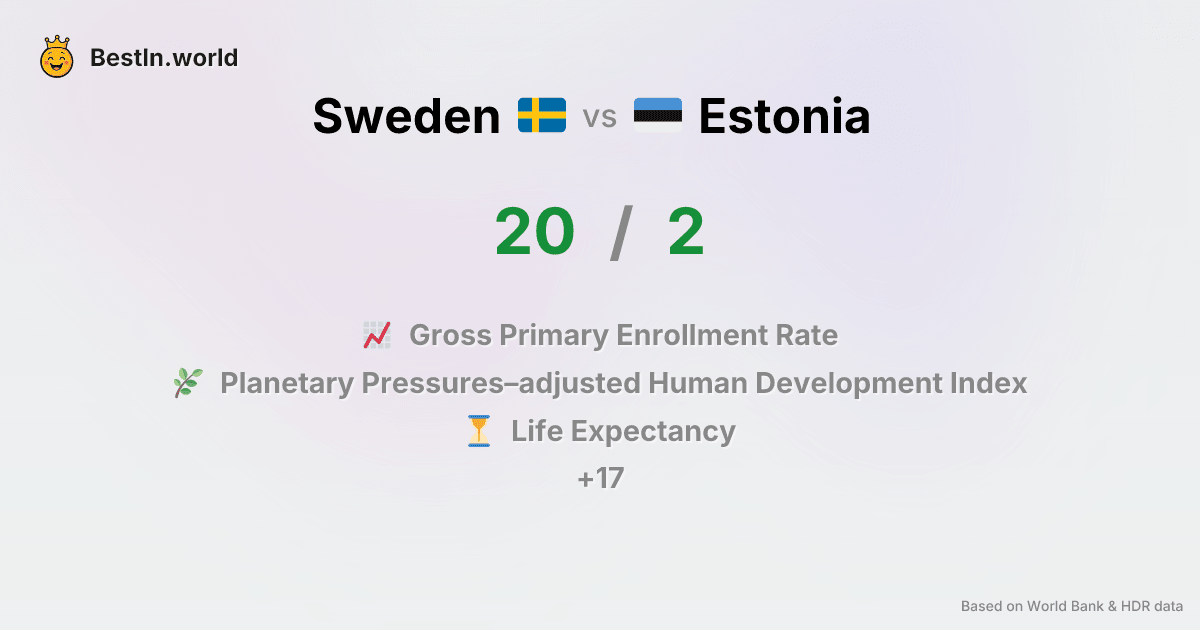 BestIn.world
Sweden vs Estonia
20 / 2
Gross Primary Enrollment Rate
Planetary Pressures–adjusted Human Development Index
Life Expectancy
+17
Based on World Bank & HDR data